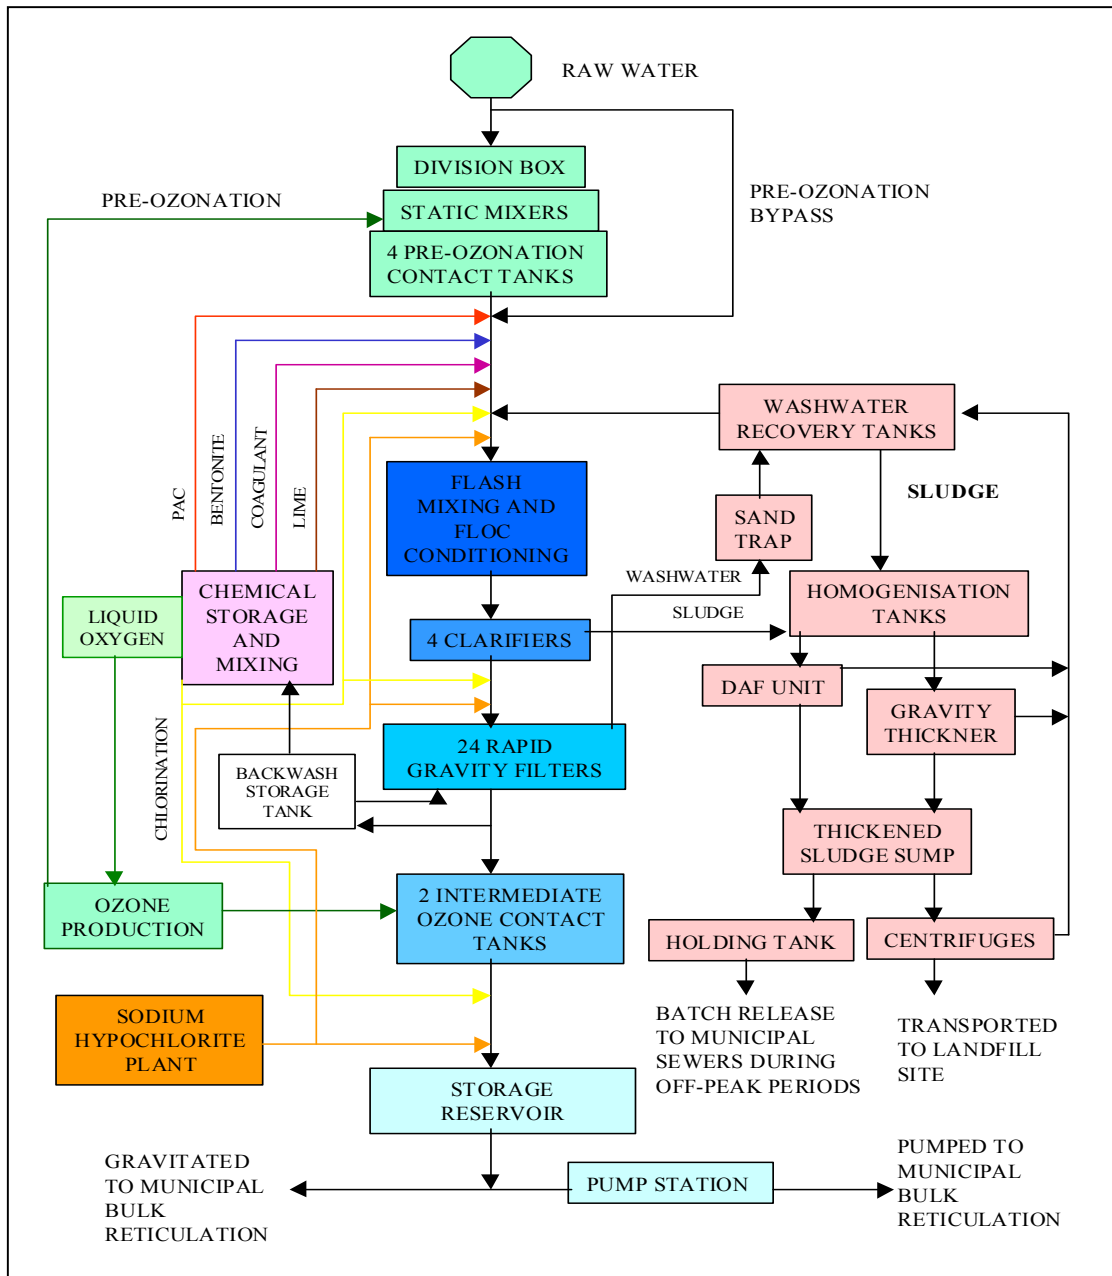 RAW WATER
DIVISION BOX
PRE-OZONATION
STATIC MIXERS
PRE-OZONATION
BYPASS
4 PRE-OZONATION
CONTACT TANKS
PAC
BENTONITE
COAGULANT
LIME
WASHWATER
RECOVERY TANKS
FLASH
MIXING AND
FLOC
CONDITIONING
SLUDGE
SAND
TRAP
WASHWATER
LIQUID
OXYGEN
CHEMICAL
STORAGE
AND
MIXING
SLUDGE
HOMOGENISATION
TANKS
4 CLARIFIERS
DAF UNIT
GRAVITY
THICKNER
24 RAPID
GRAVITY FILTERS
BACKWASH
STORAGE
TANK
CHLORINATION
THICKENED
SLUDGE SUMP
OZONE
PRODUCTION
2 INTERMEDIATE
OZONE CONTACT
TANKS
HOLDING TANK
CENTRIFUGES
SODIUM
HYPOCHLORITE
PLANT
BATCH RELEASE
TO MUNICIPAL
SEWERS DURING
OFF-PEAK PERIODS
TRANSPORTED
TO LANDFILL
SITE
STORAGE
RESERVOIR
GRAVITATED
TO MUNICIPAL
BULK
RETICULATION
PUMP STATION
PUMPED TO
MUNICIPAL
BULK
RETICULATION